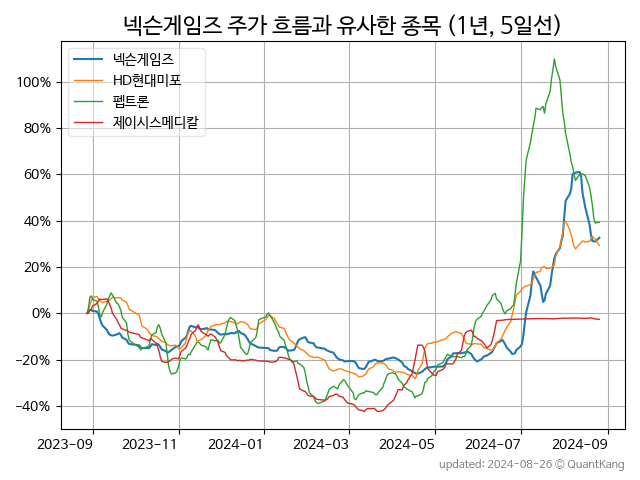 넥슨게임즈 주가 흐름과 유사한 종목 (1년, 5일선)
넥슨게임즈
HD현대미포
펩트론
제이시스메디칼
100%
80%
60%
40%
20%
0%
−20%
−40%
2023-09
2023-11
2024-01
2024-03
2024-05
2024-07
2024-09
updated: 2024-08-26 © QuantKang